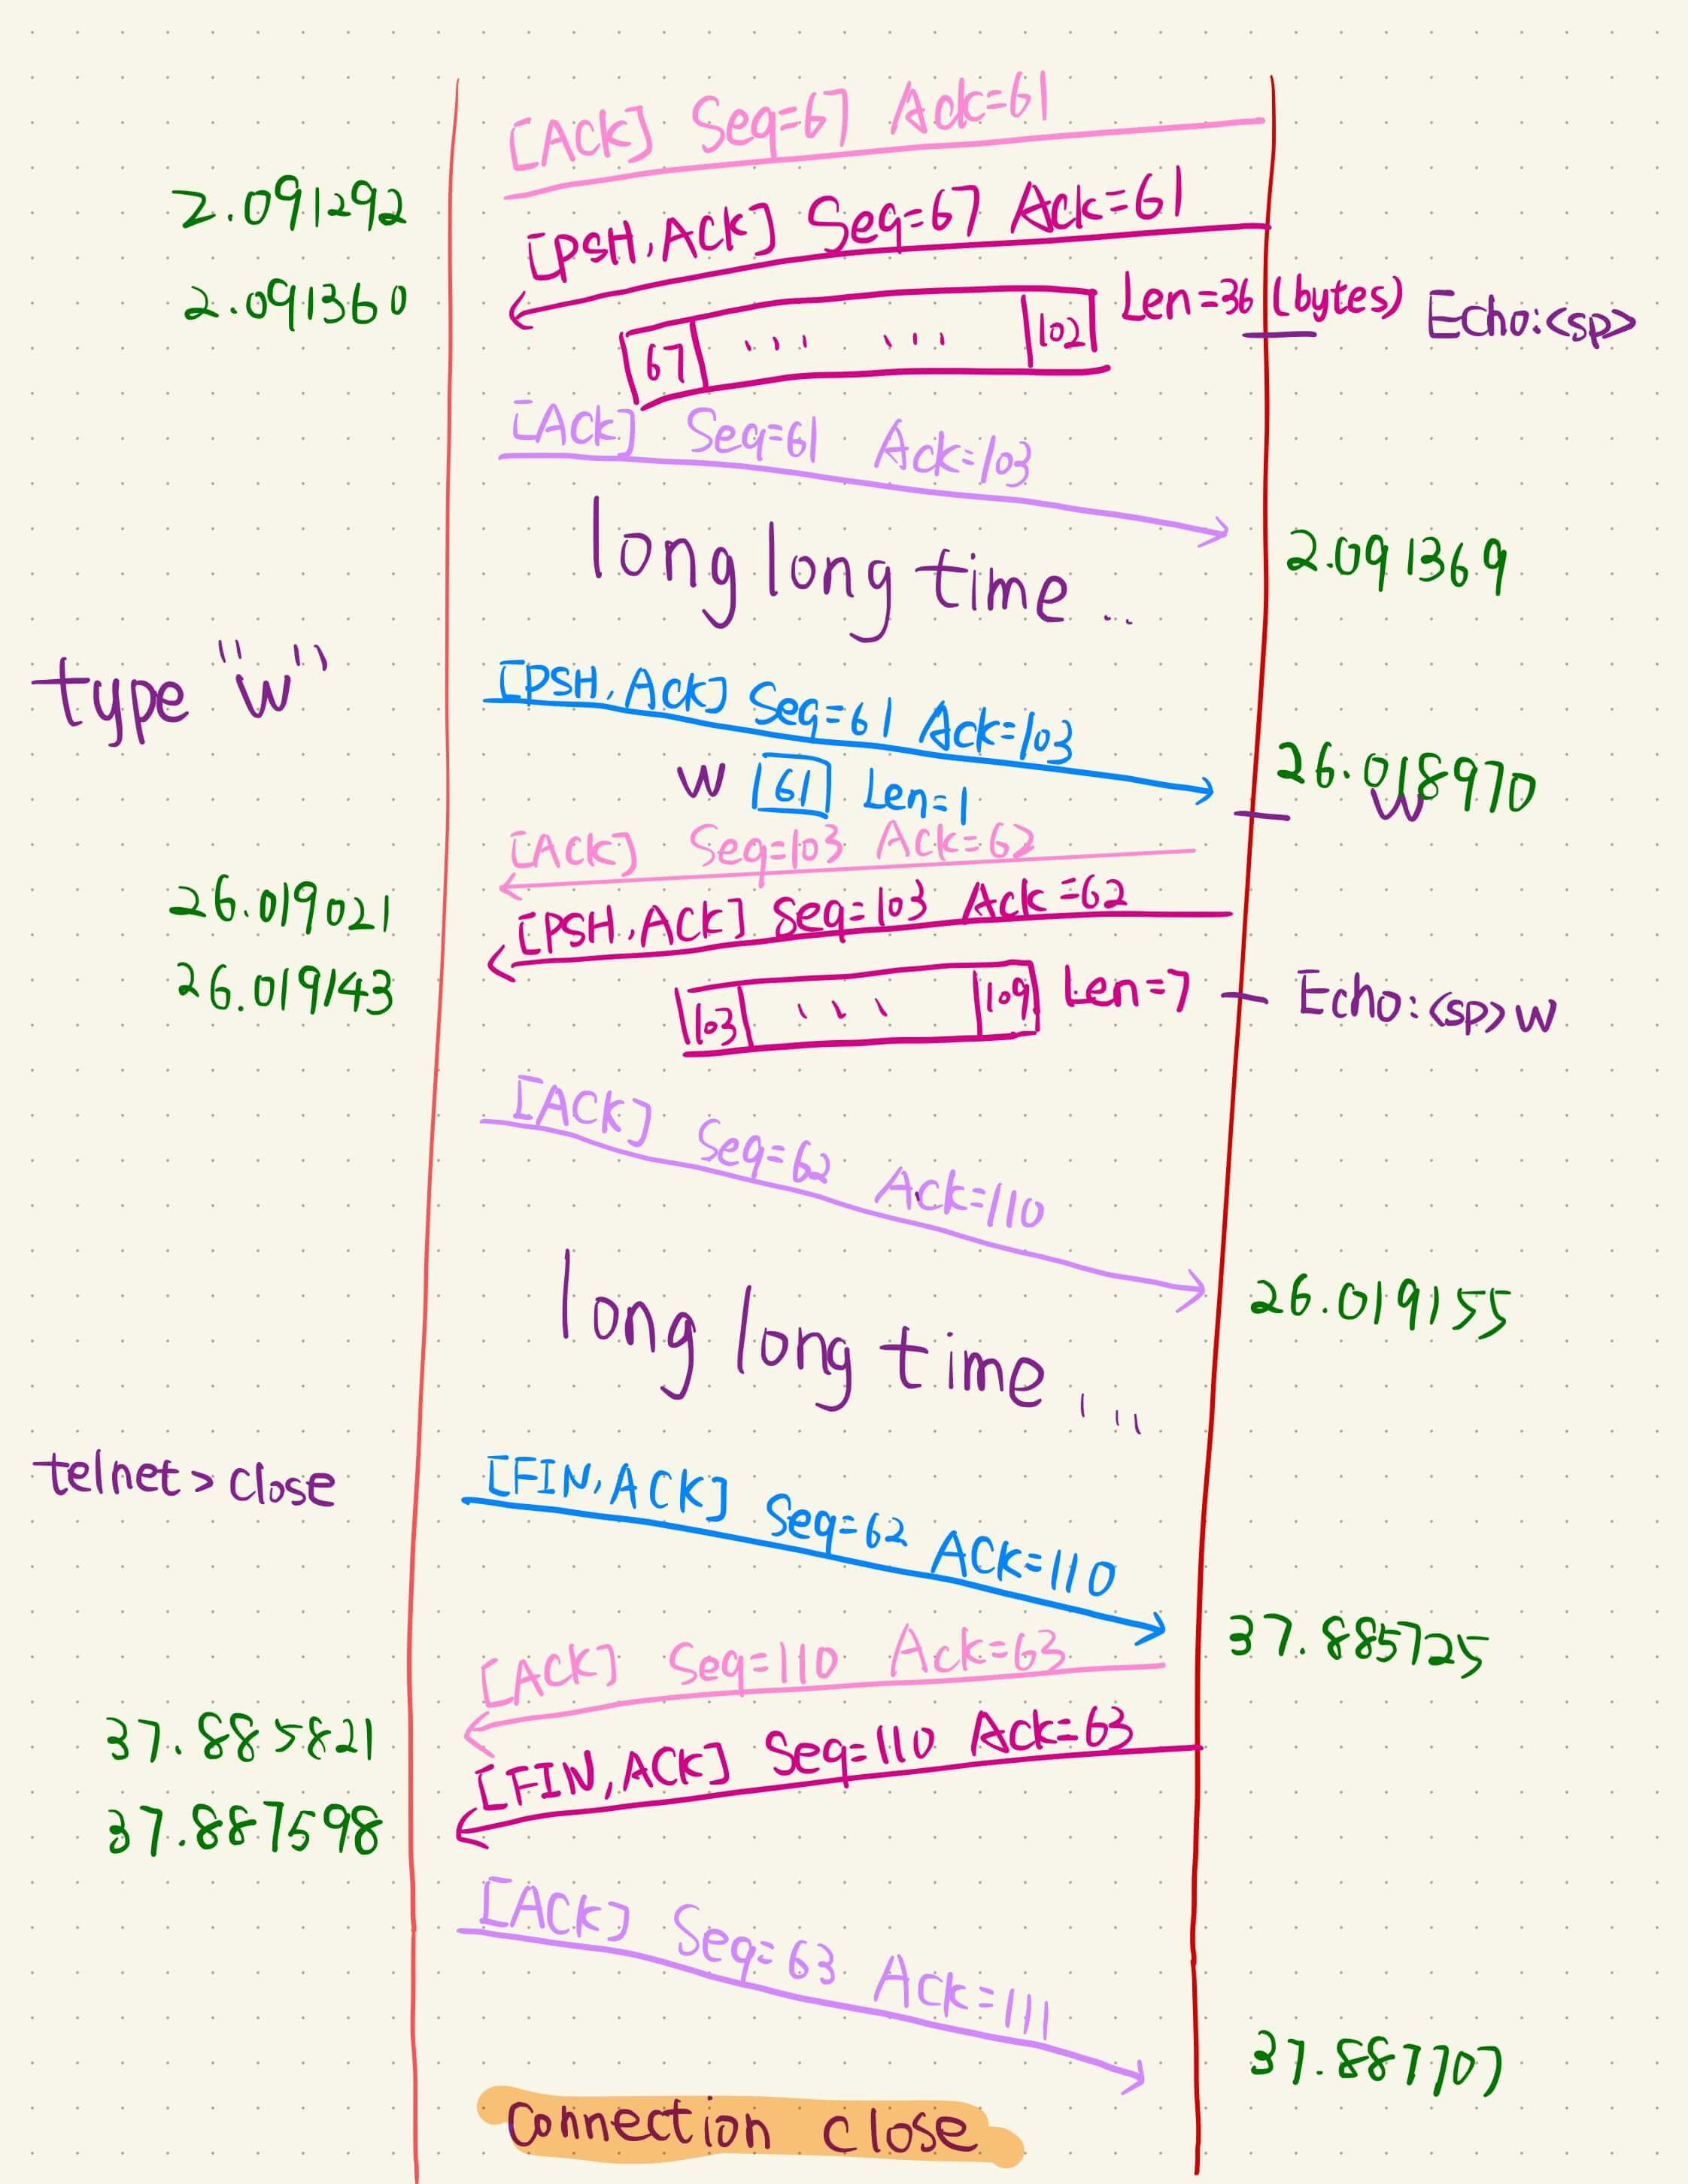 [ACK] Seq=67 Ack=61
2.091292
[PSH, ACK] Seq=67 Ack=61
2.091360
Len=36 (bytes)
Echo:<sp>
67 ... ... 102
[ACK] Seq=61 Ack=103
2.091369
long long time ...
type "w"
[PSH, Ack] Seq=61 Ack=103
26.018970
w 61 Len=1
w
[ACK] Seq=103 Ack=62
26.019021
[PSH, ACK] Seq=103 Ack=62
26.019143
103 ... 109 Len=7
Echo:<sp>w
[ACK] Seq=62 Ack=110
26.019155
long long time ...
telnet> close
[FIN, ACK] Seq=62 ACK=110
37.885725
[ACK] Seq=110 Ack=63
37.885821
[FIN, ACK] Seq=110 Ack=63
37.887598
[ACK] Seq=63 Ack=111
37.887707
connection close